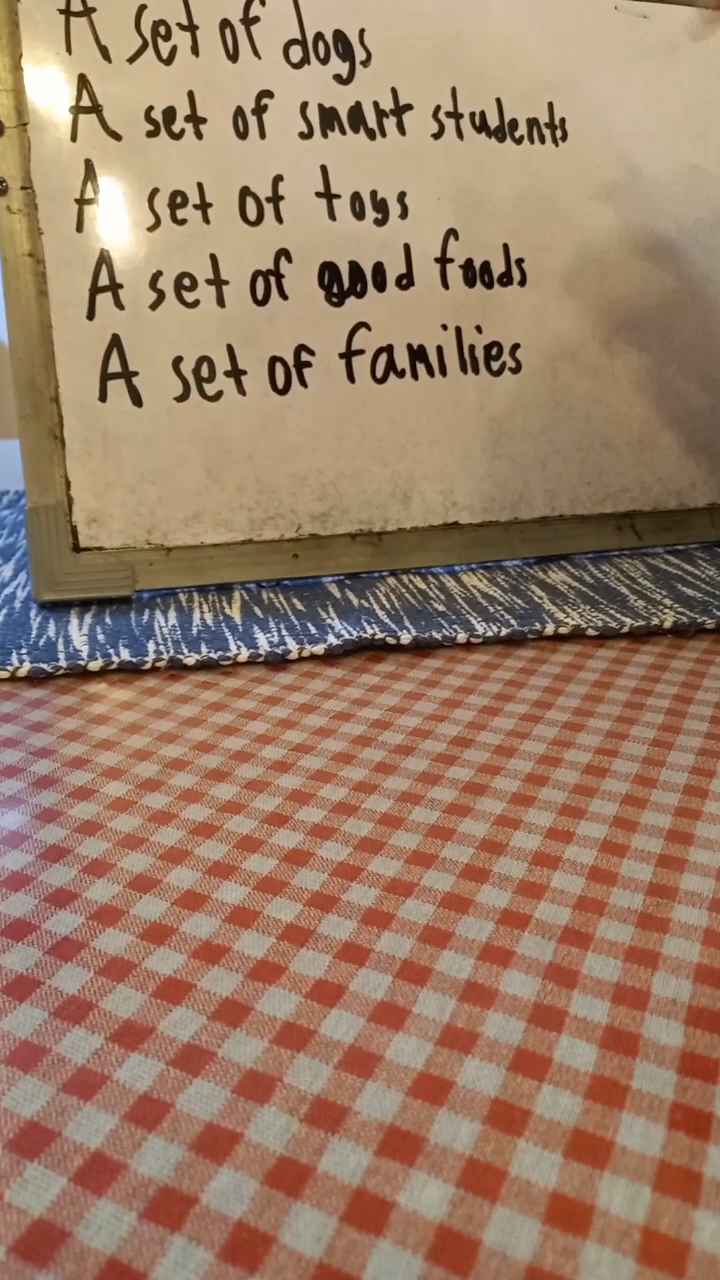 A set of dogs
A set of smart students
A set of toys
A set of good foods
A set of families